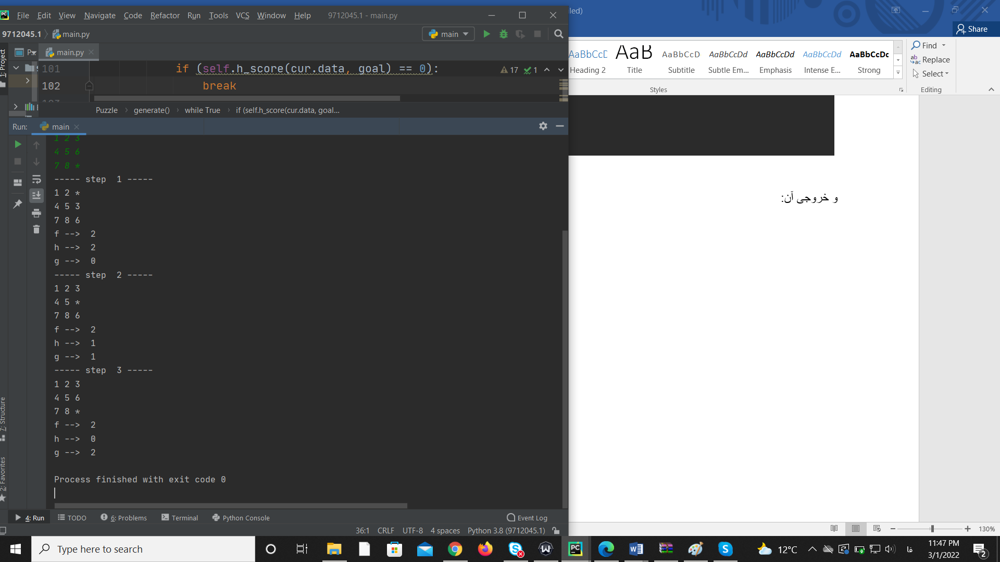 File Edit View Navigate Code Refactor Run Tools VCS Window Help 9712045.1 - main.py
9712045.1 main.py
main
1: Project
P...
main.py
101 if (self.h_score(cur.data, goal) == 0):
17 1
102 break
Puzzle generate() while True if (self.h_score(cur.data, goal...
Run: main
1 2 3
4 5 6
7 8 *
----- step  1 -----
1 2 *
4 5 3
7 8 6
f -->  2
h -->  2
g -->  0
----- step  2 -----
1 2 3
4 5 *
7 8 6
f -->  2
h -->  1
g -->  1
----- step  3 -----
1 2 3
4 5 6
7 8 *
f -->  2
h -->  0
g -->  2
Process finished with exit code 0
7: Structure
2: Favorites
4: Run TODO 6: Problems Terminal Python Console Event Log
36:1 CRLF UTF-8 4 spaces Python 3.8 (9712045.1)
led)
Share
AaBbCcD AaB AaBbCcD AaBbCcDd AaBbCcDd AaBbCcDd AaBbCcDc
Heading 2 Title Subtitle Subtle Em... Emphasis Intense E... Strong
Styles
Find
Replace
Select
Editing
و خروجی آن:
130%
Type here to search
12°C
فا
11:47 PM
3/1/2022
2